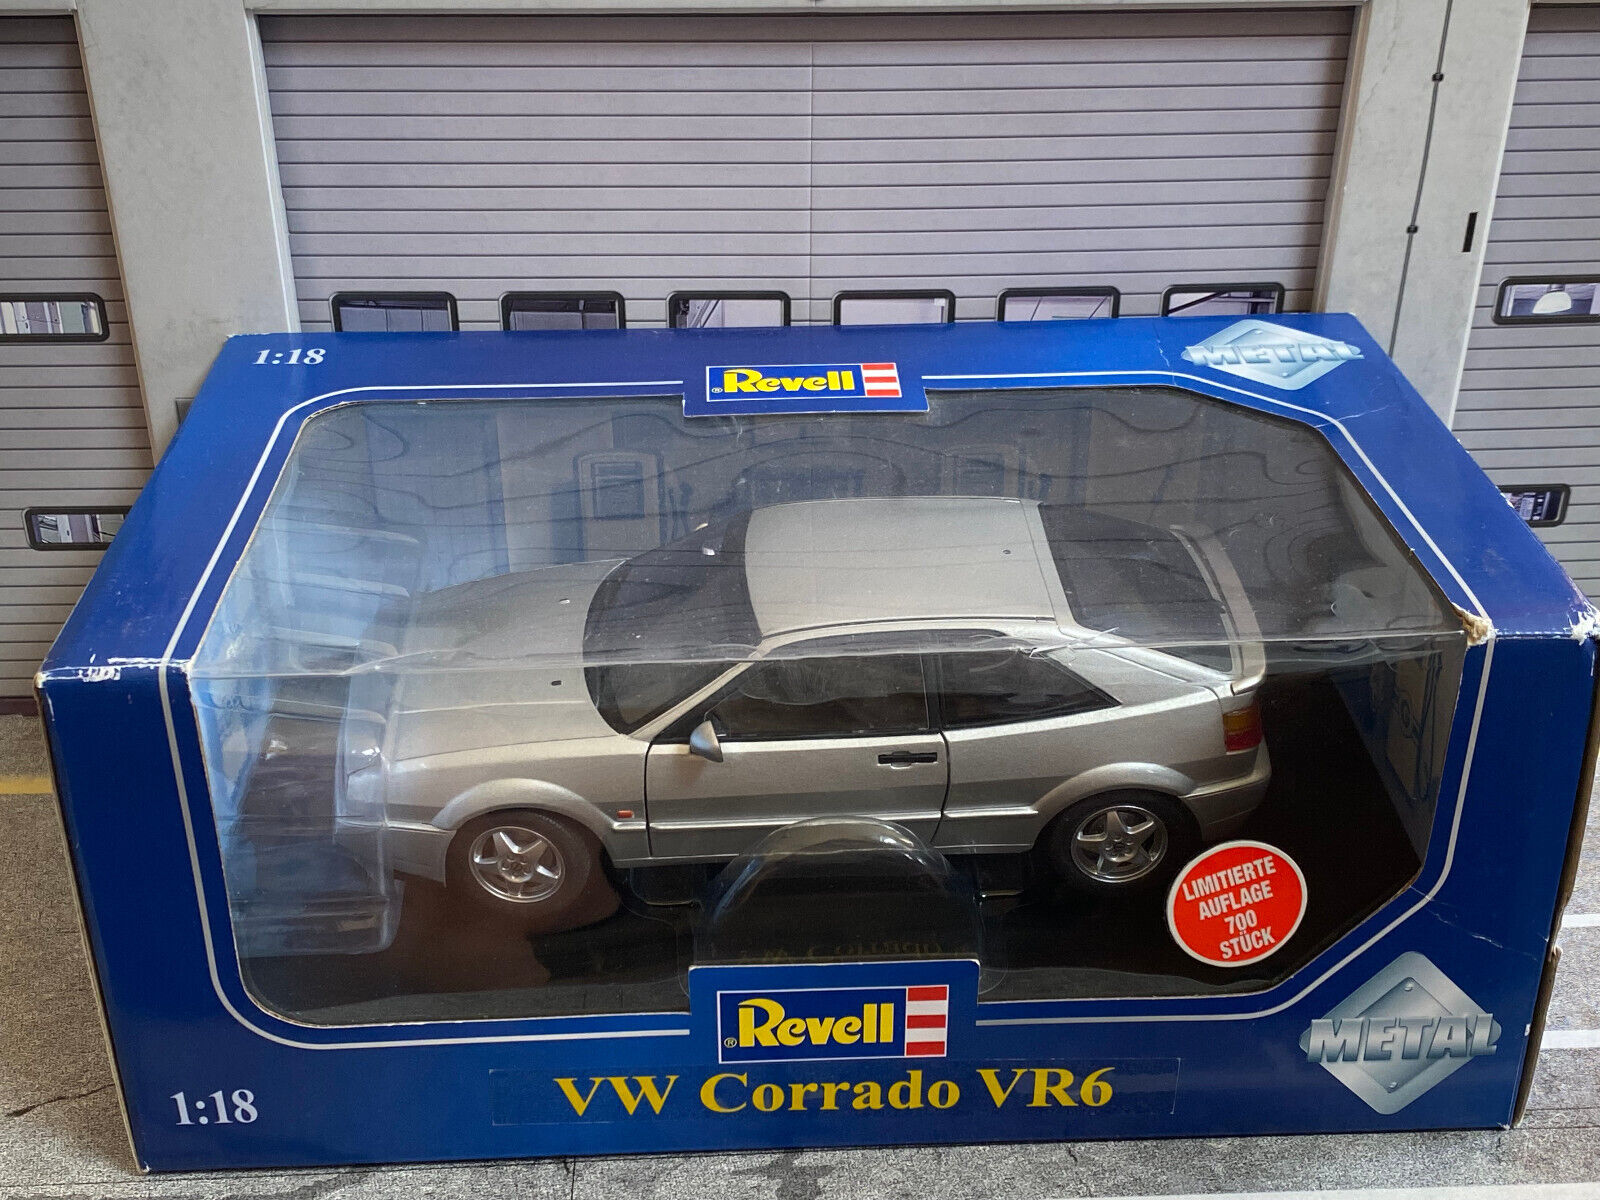 1:18
Revell
METAL
LIMITIERTE
AUFLAGE
700
STÜCK
® Revell
METAL
VW Corrado VR6
1:18